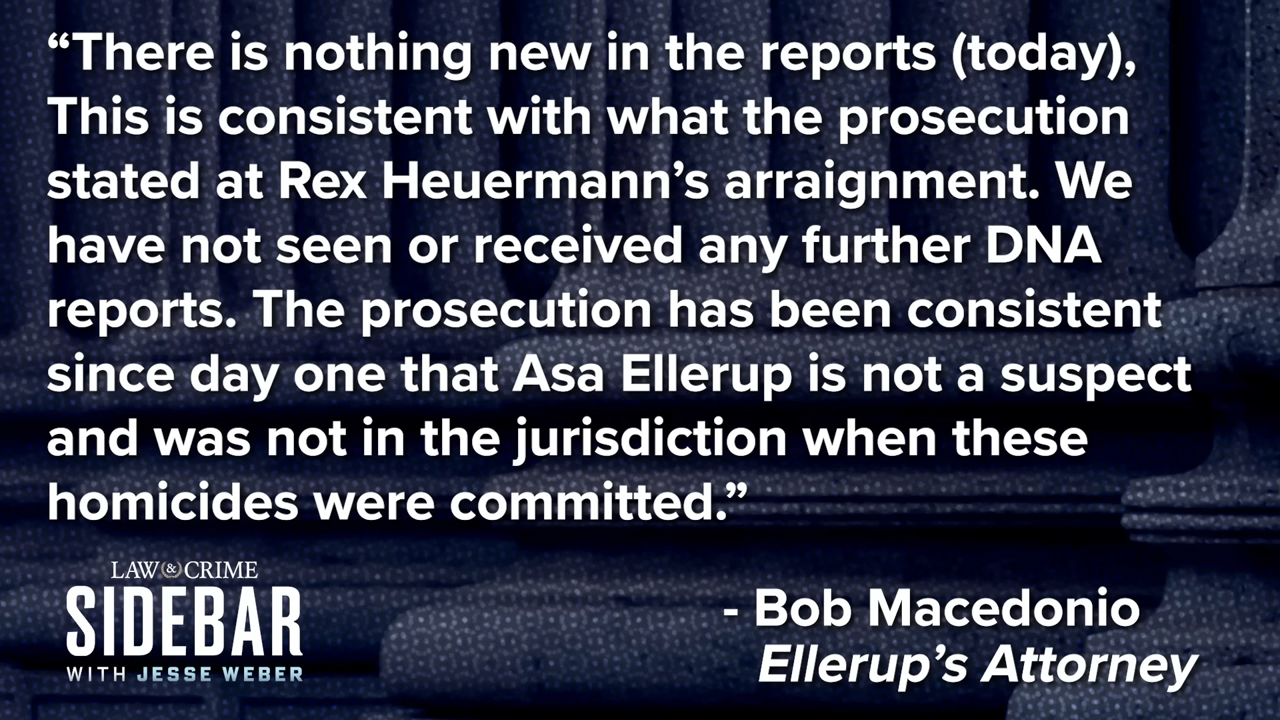 “There is nothing new in the reports (today),
This is consistent with what the prosecution
stated at Rex Heuermann’s arraignment. We
have not seen or received any further DNA
reports. The prosecution has been consistent
since day one that Asa Ellerup is not a suspect
and was not in the jurisdiction when these
homicides were committed.”
LAW & CRIME
SIDEBAR
WITH JESSE WEBER
- Bob Macedonio
Ellerup’s Attorney